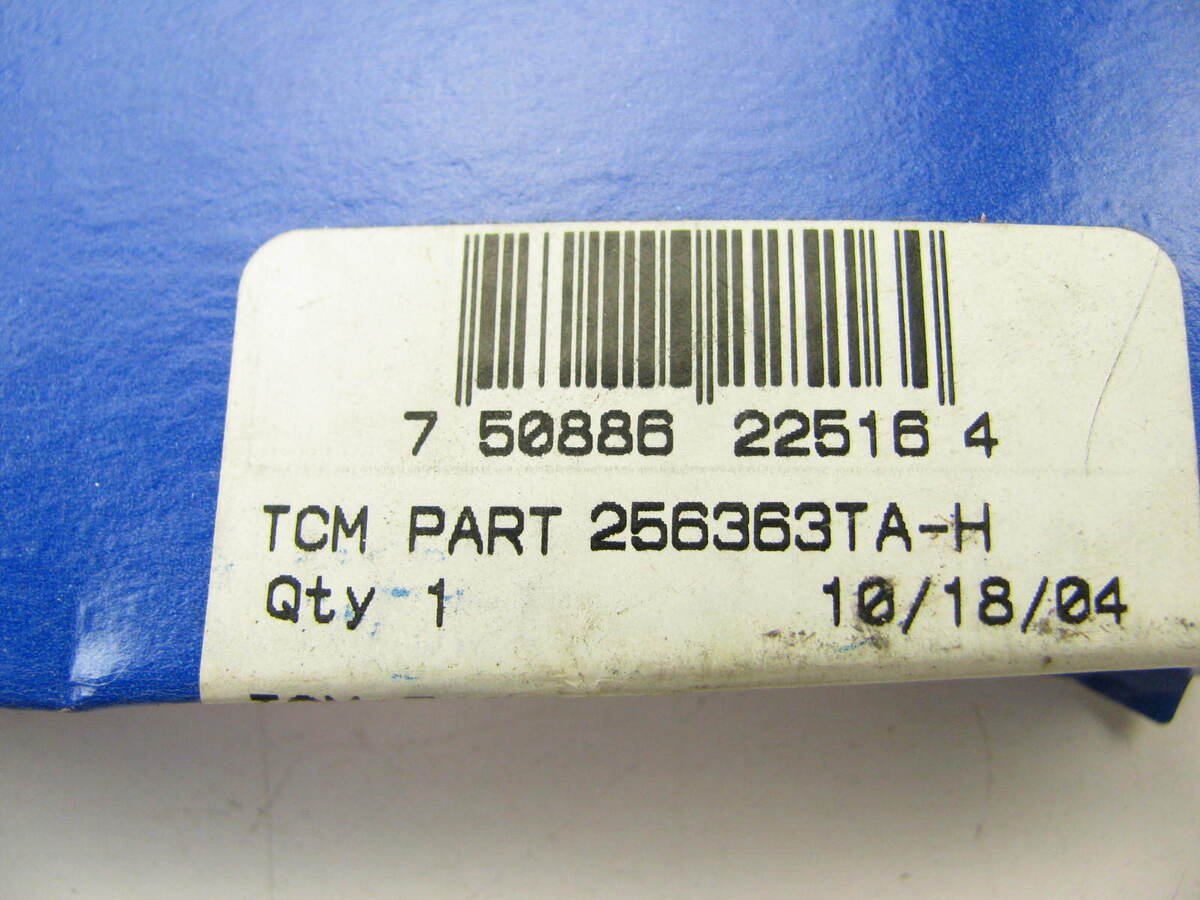 7 50886 22516 4
TCM PART 256363TA-H
Qty 1 10/18/04